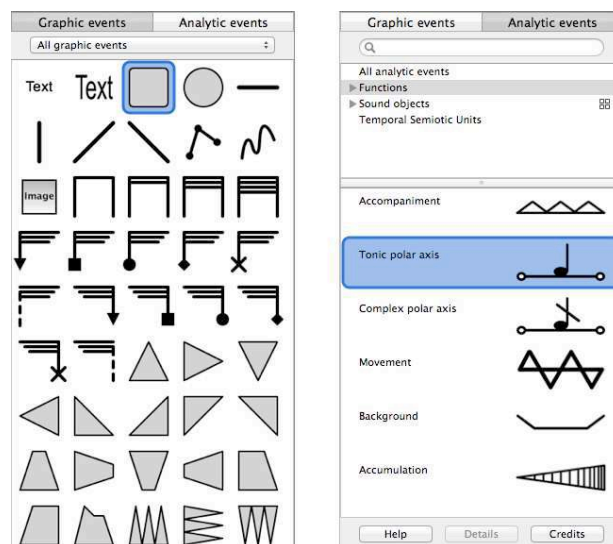 Graphic events Analytic events
All graphic events
Text Text
Image
Graphic events Analytic events
All analytic events
Functions
Sound objects
Temporal Semiotic Units
Accompaniment
Tonic polar axis
Complex polar axis
Movement
Background
Accumulation
Help Details Credits